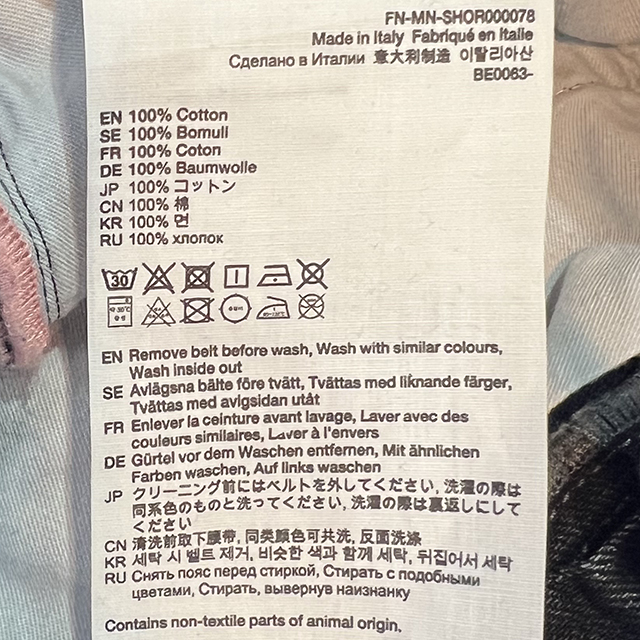 FN-MN-SHOR000078
Made in Italy Fabriqué en Italie
Сделано в Италии 意大利制造 이탈리아산
BE0063-
EN 100% Cotton
SE 100% Bomull
FR 100% Coton
DE 100% Baumwolle
JP 100% コットン
CN 100% 棉
KR 100% 면
RU 100% хлопок
30
EN Remove belt before wash, Wash with similar colours,
Wash inside out
SE Avlägsna bälte före tvätt, Tvättas med liknande färger,
Tvättas med avigsidan utåt
FR Enlever la ceinture avant lavage, Laver avec des
couleurs similaires, Laver à l'envers
DE Gürtel vor dem Waschen entfernen, Mit ähnlichen
Farben waschen, Auf links waschen
JP クリーニング前にはベルトを外してください, 洗濯の際は
同系色のものと洗ってください, 洗濯の際は裏返しにして
ください
CN 清洗前取下腰带, 同类颜色可共洗, 反面洗涤
KR 세탁 시 벨트 제거, 비슷한 색과 함께 세탁, 뒤집어서 세탁
RU Снять пояс перед стиркой, Стирать с подобными
цветами, Стирать, вывернув наизнанку
Contains non-textile parts of animal origin.